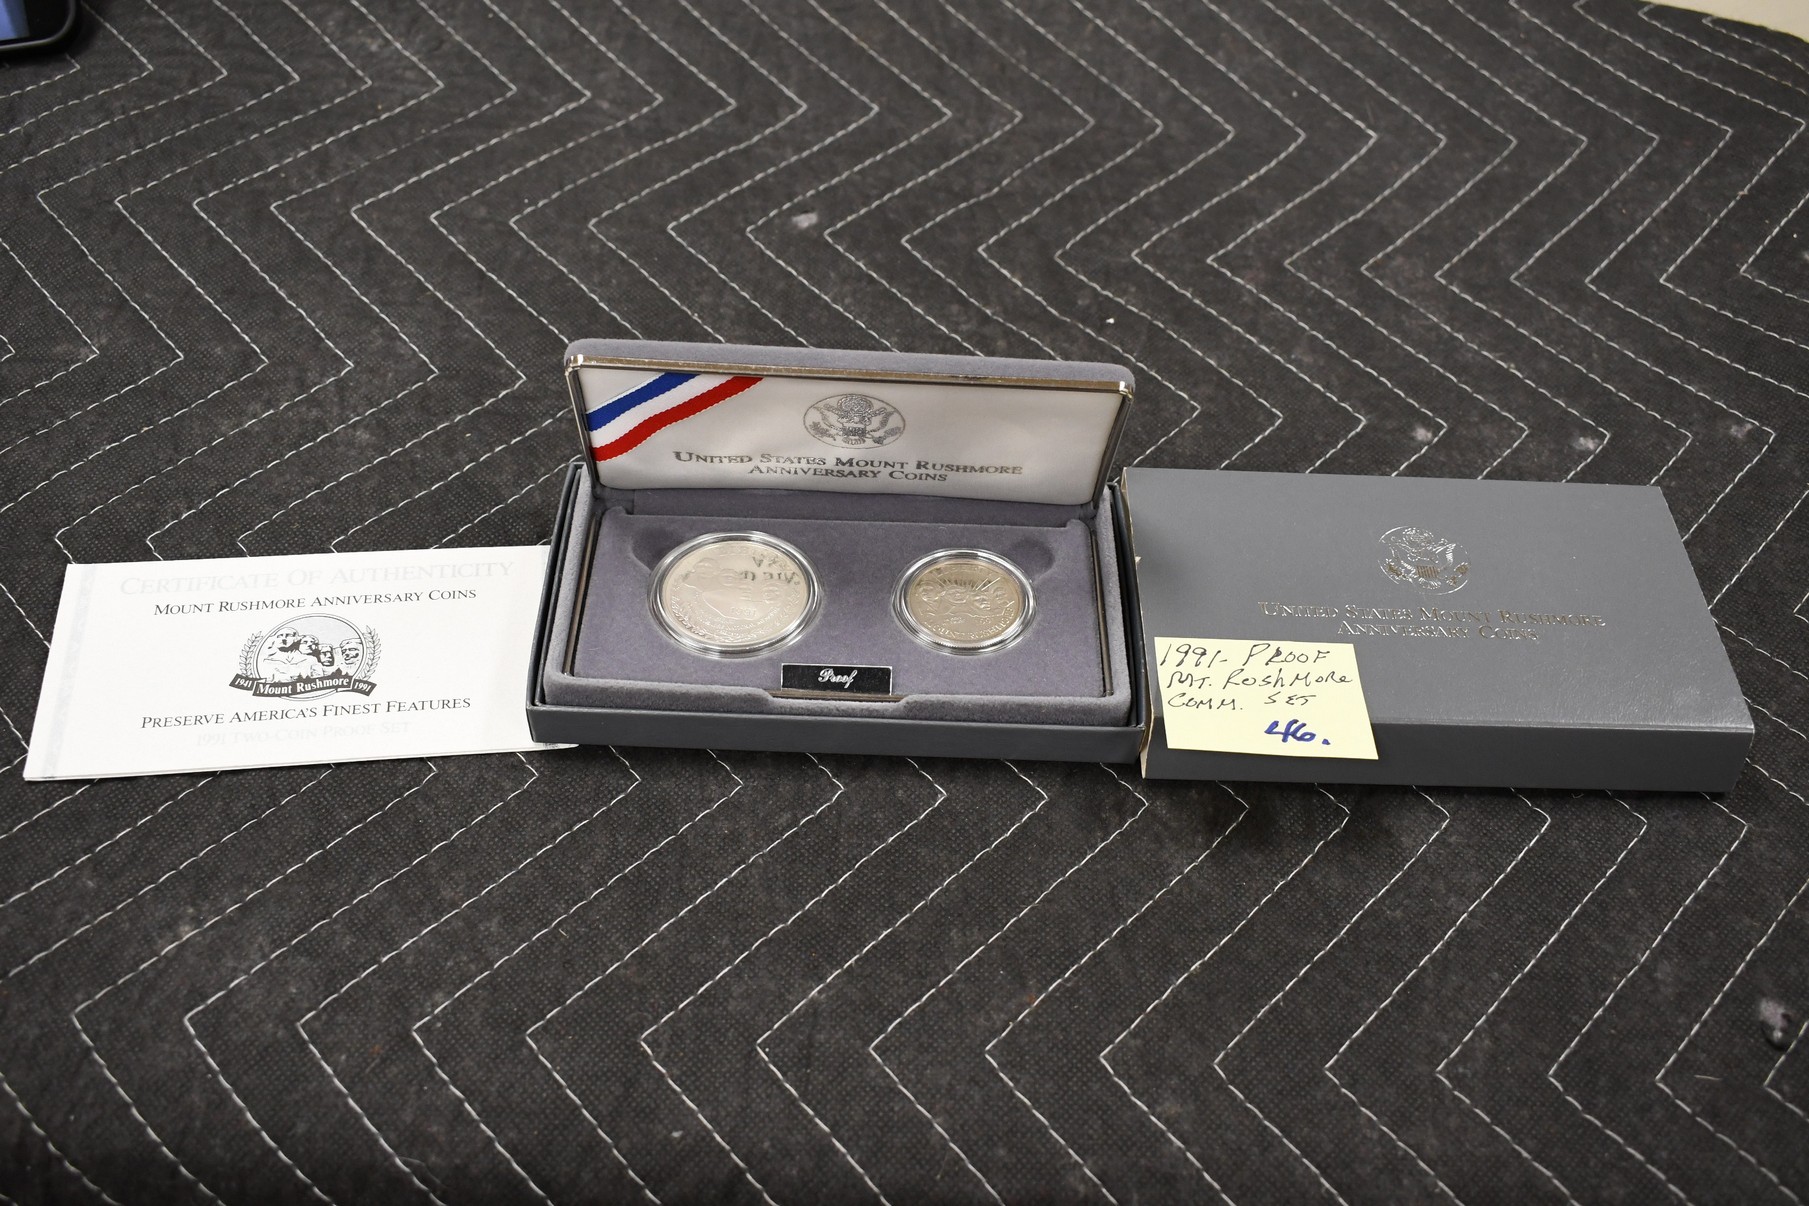 CERTIFICATE OF AUTHENTICITY
MOUNT RUSHMORE ANNIVERSARY COINS
1941 Mount Rushmore 1991
PRESERVE AMERICA'S FINEST FEATURES
1991 TWO-COIN PROOF SET
UNITED STATES MOUNT RUSHMORE
ANNIVERSARY COINS
Proof
UNITED STATES MOUNT RUSHMORE
ANNIVERSARY COINS
1991- PROOF
MT. RUSHMORE
COMM. SET
46.